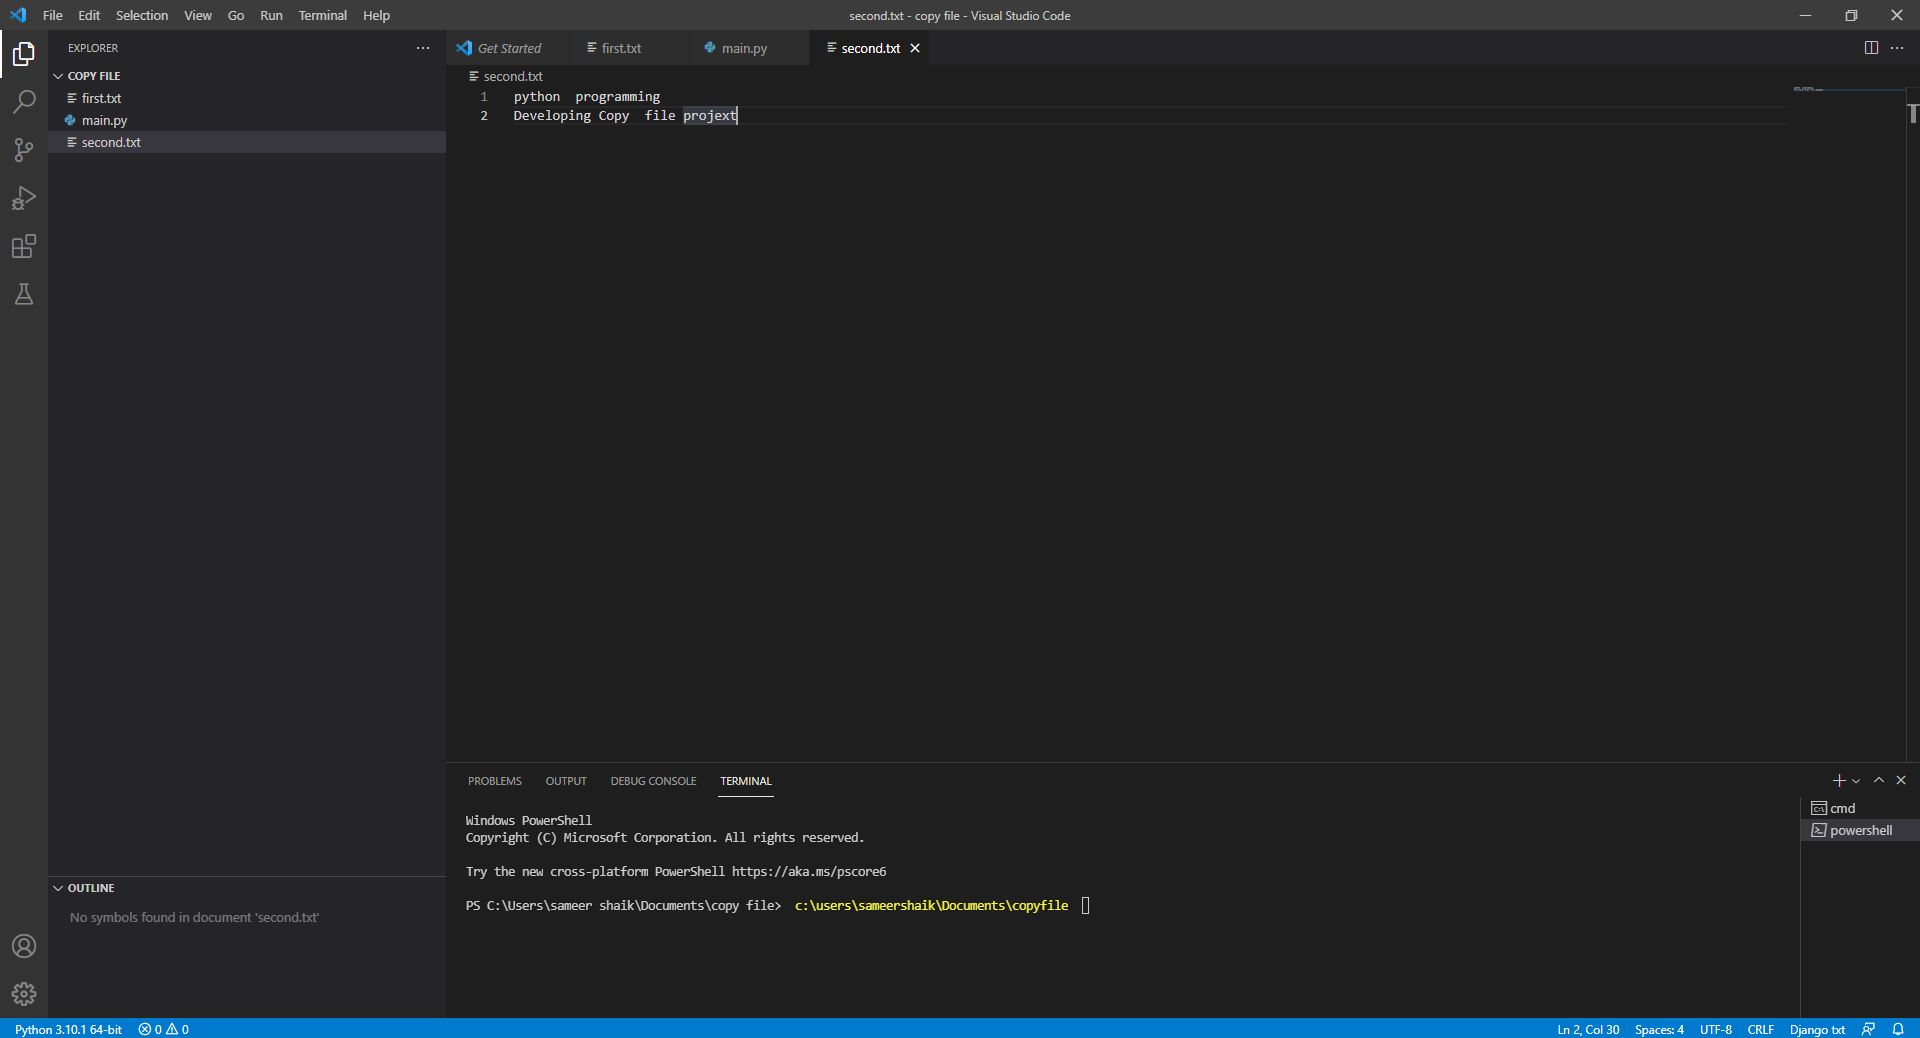 File Edit Selection View Go Run Terminal Help
second.txt - copy file - Visual Studio Code
EXPLORER
COPY FILE
first.txt
main.py
second.txt
OUTLINE
No symbols found in document 'second.txt'
Get Started
first.txt
main.py
second.txt
second.txt
1 python  programming
2 Developing Copy  file projext
PROBLEMS OUTPUT DEBUG CONSOLE TERMINAL
Windows PowerShell
Copyright (C) Microsoft Corporation. All rights reserved.
Try the new cross-platform PowerShell https://aka.ms/pscore6
PS C:\Users\sameer shaik\Documents\copy file>  c:\users\sameershaik\Documents\copyfile
cmd
powershell
Python 3.10.1 64-bit 0 0
Ln 2, Col 30 Spaces: 4 UTF-8 CRLF Django txt